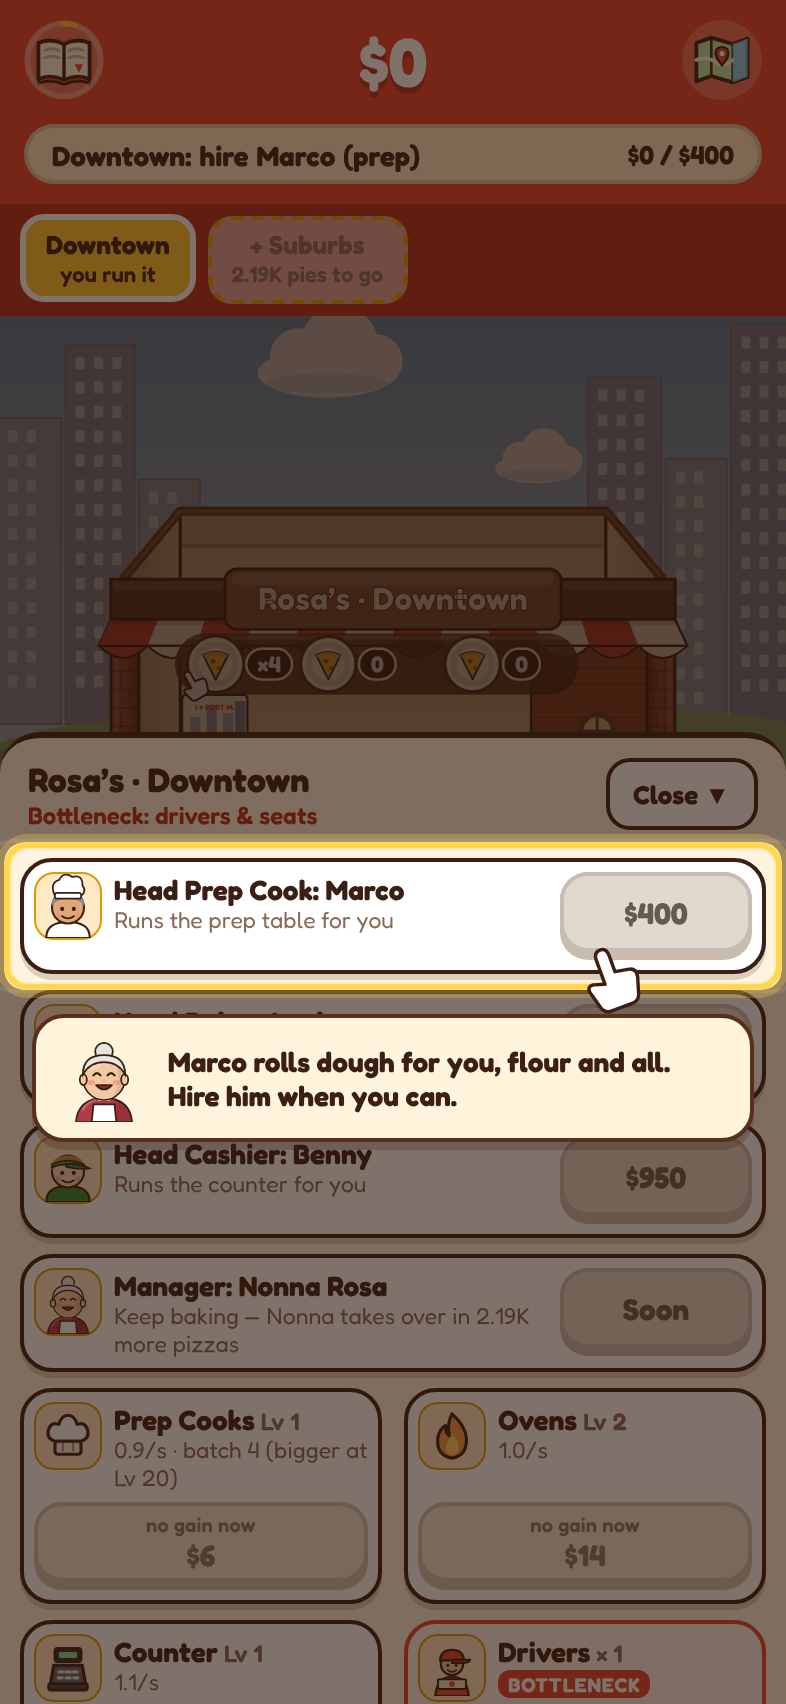 $0
Downtown: hire Marco (prep)
$0 / $400
Downtown
you run it
+ Suburbs
2.19K pies to go
Rosa's · Downtown
x4
0
0
Rosa's · Downtown
Close ▼
Bottleneck: drivers & seats
Head Prep Cook: Marco
Runs the prep table for you
$400
Marco rolls dough for you, flour and all.
Hire him when you can.
Head Cashier: Benny
Runs the counter for you
$950
Manager: Nonna Rosa
Keep baking — Nonna takes over in 2.19K
more pizzas
Soon
Prep Cooks Lv 1
0.9/s · batch 4 (bigger at
Lv 20)
no gain now
$6
Ovens Lv 2
1.0/s
no gain now
$14
Counter Lv 1
1.1/s
Drivers × 1
BOTTLENECK